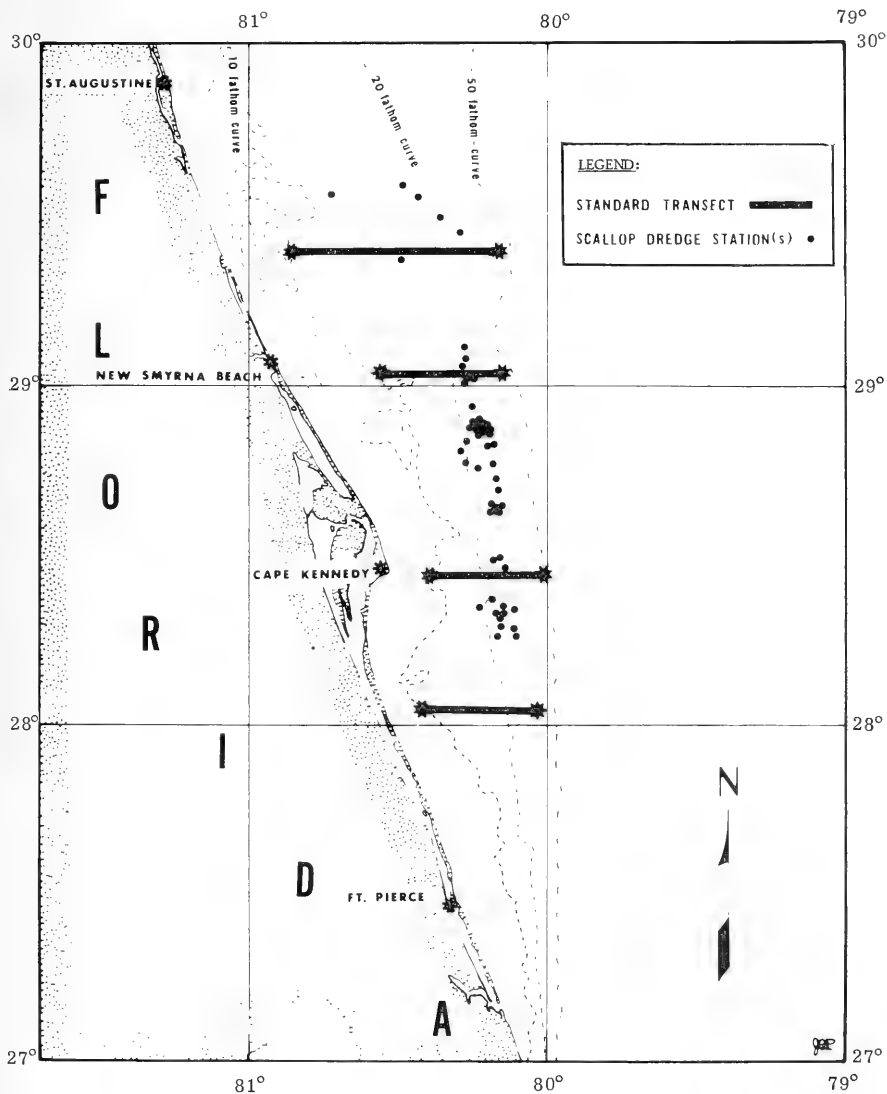 81° 80° 79°
30° 30°
ST. AUGUSTINE
10 fathom curve
20 fathom curve
50 fathom-curve
LEGEND:
STANDARD TRANSECT
SCALLOP DREDGE STATION(s)
F
L
NEW SMYRNA BEACH
29° 29°
O
CAPE KENNEDY
R
28° 28°
I
N
D
FT. PIERCE
A
27° 27°
81° 80° 79°